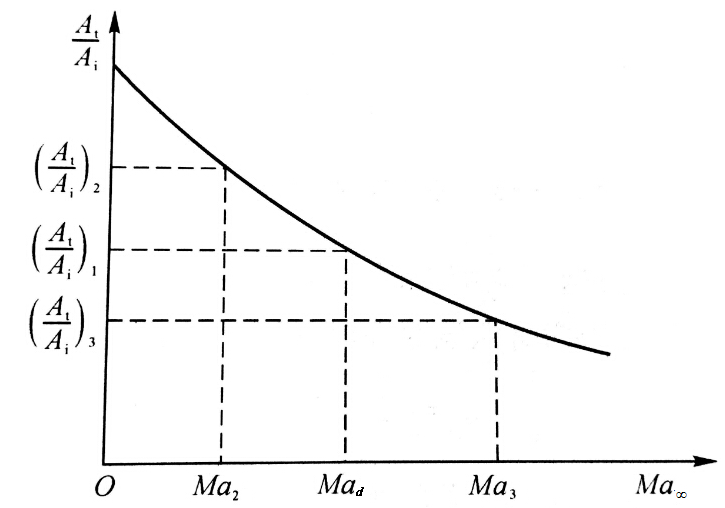 A_t/A_i
(A_t/A_i)_2
(A_t/A_i)_1
(A_t/A_i)_3
O Ma_2 Ma_d Ma_3 Ma_∞